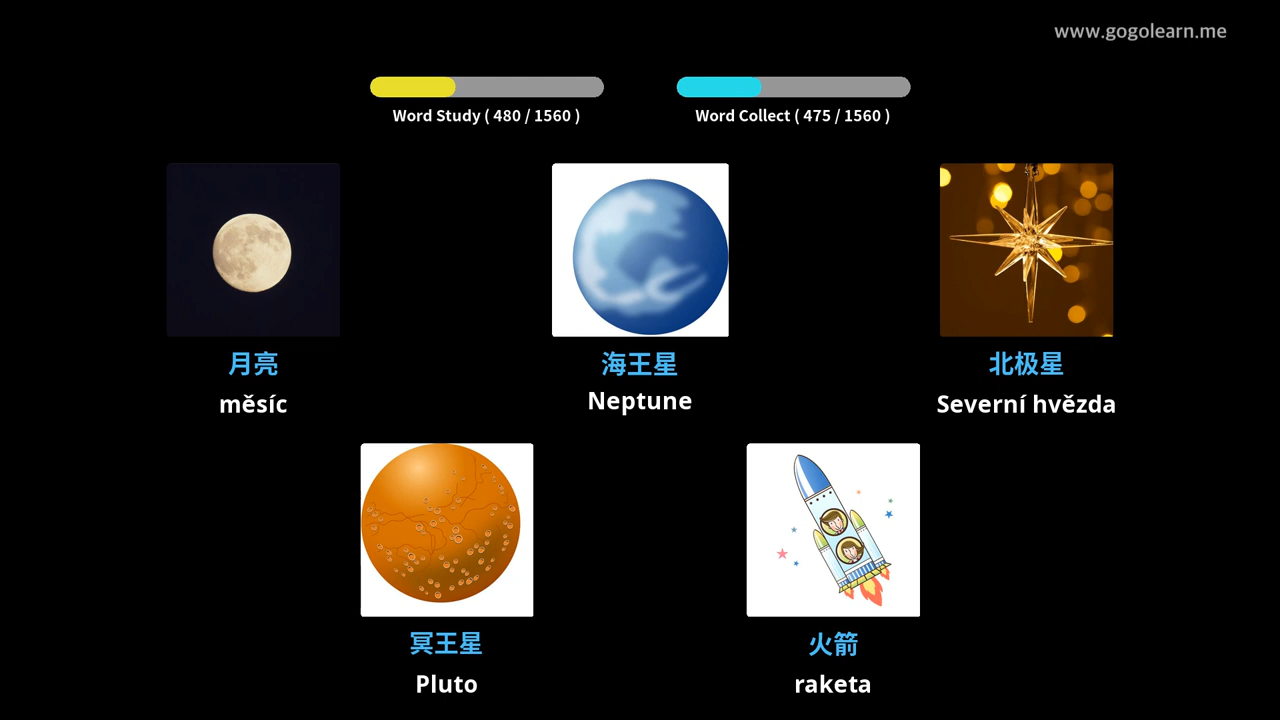 www.gogolearn.me
Word Study ( 480 / 1560 )
Word Collect ( 475 / 1560 )
月亮
měsíc
海王星
Neptune
北极星
Severní hvězda
冥王星
Pluto
火箭
raketa